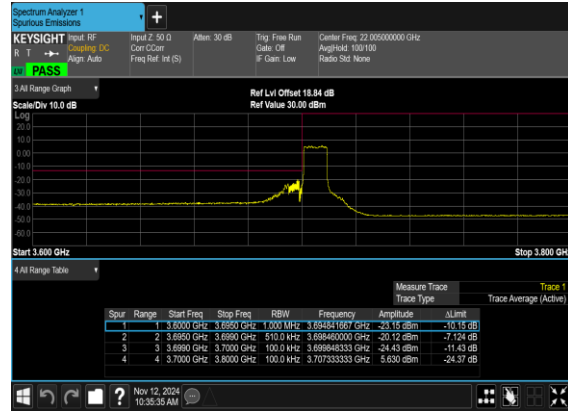 Spectrum Analyzer 1
Spurious Emissions
KEYSIGHT Input: RF Input Z: 50 Ω Atten: 30 dB Trig: Free Run Center Freq: 22.005000000 GHz
R T Coupling: DC Corr CCorr Gate: Off Avg|Hold: 100/100
Align: Auto Freq Ref: Int (S) IF Gain: Low Radio Std: None
LXI PASS
3 All Range Graph
Ref Lvl Offset 18.84 dB
Scale/Div 10.0 dB Ref Value 30.00 dBm
Log
20.0
10.0
0.00
-10.0
-20.0
-30.0
-40.0
-50.0
-60.0
Start 3.600 GHz Stop 3.800 GHz
4 All Range Table
Measure Trace Trace 1
Trace Type Trace Average (Active)
Spur Range Start Freq Stop Freq RBW Frequency Amplitude ΔLimit
1 1 3.6000 GHz 3.6950 GHz 1.000 MHz 3.694841667 GHz -23.15 dBm -10.15 dB
2 2 3.6950 GHz 3.6990 GHz 510.0 kHz 3.698460000 GHz -20.12 dBm -7.124 dB
3 3 3.6990 GHz 3.7000 GHz 100.0 kHz 3.699848333 GHz -24.43 dBm -11.43 dB
4 4 3.7000 GHz 3.8000 GHz 100.0 kHz 3.707333333 GHz 5.630 dBm -24.37 dB
Nov 12, 2024
10:35:35 AM